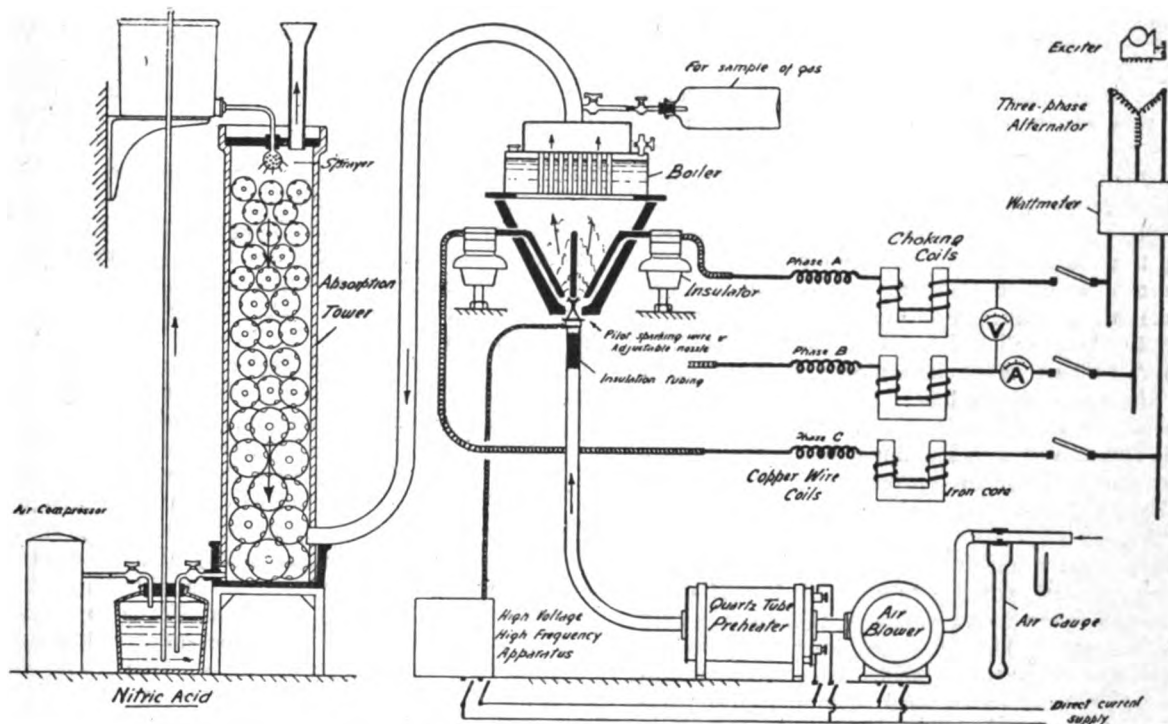 Exciter
For sample of gas
Three-phase
Alternator
Sprayer
Boiler
Wattmeter
Choking
Coils
Phase A
Insulator
Absorption
Tower
V
Pilot sparking wire &
Adjustable nozzle
Phase B
A
Insulation tubing
Phase C
Copper Wire
Coils
Iron core
Air Compressor
Quartz Tube
Preheater
Air
Blower
Air Gauge
High Voltage
High Frequency
Apparatus
Nitric Acid
Direct current
supply